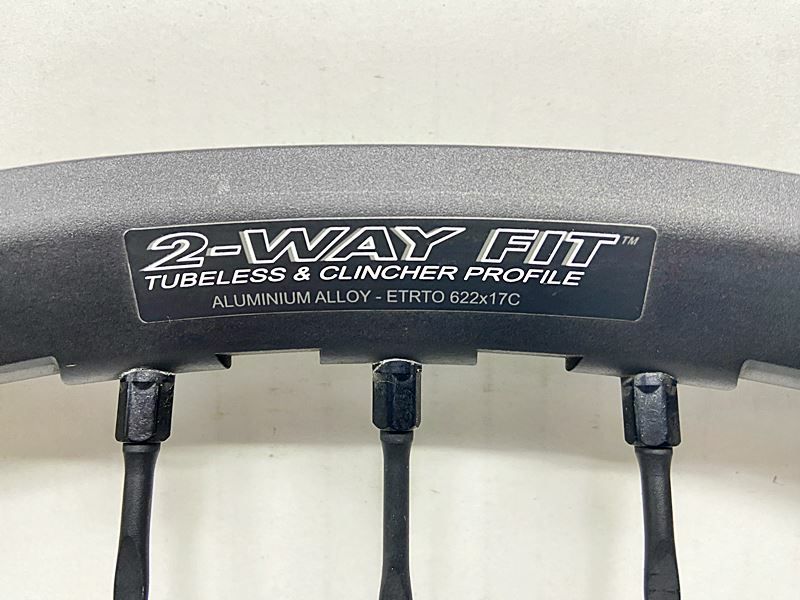 2-WAY FIT™
TUBELESS & CLINCHER PROFILE
ALUMINIUM ALLOY - ETRTO 622x17C